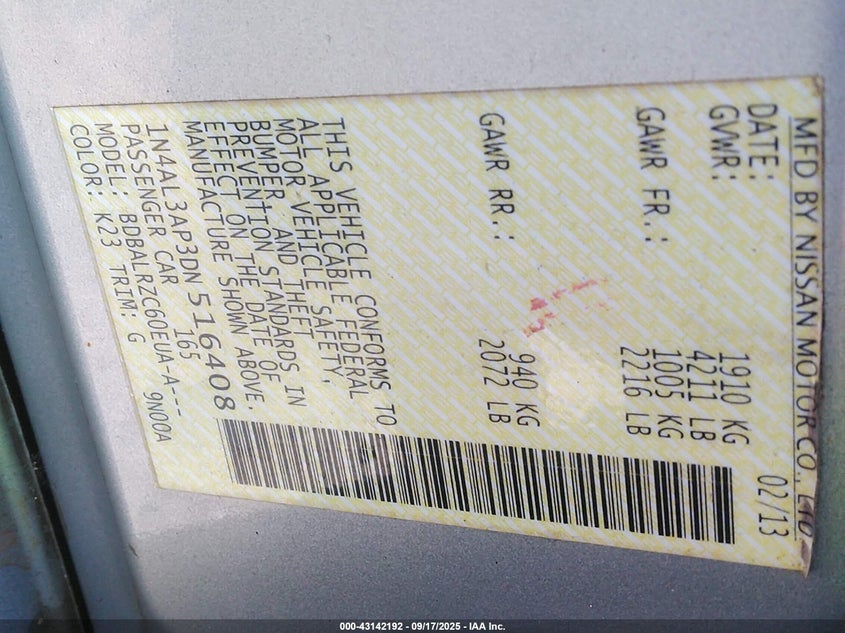 MFD BY NISSAN MOTOR CO., LTD.
DATE: 02/13
GVWR: 1910 KG
4211 LB
GAWR FR.: 1005 KG
2216 LB
GAWR RR.: 940 KG
2072 LB
THIS VEHICLE CONFORMS TO
ALL APPLICABLE FEDERAL
MOTOR VEHICLE SAFETY,
BUMPER, AND THEFT
PREVENTION STANDARDS IN
EFFECT ON THE DATE OF
MANUFACTURE SHOWN ABOVE.
1N4AL3AP3DN516408
PASSENGER CAR 165
MODEL: BDBALRZC60EUA-A---
COLOR: K23 TRIM: G 9N00A
000-43142192 - 09/17/2025 - IAA Inc.